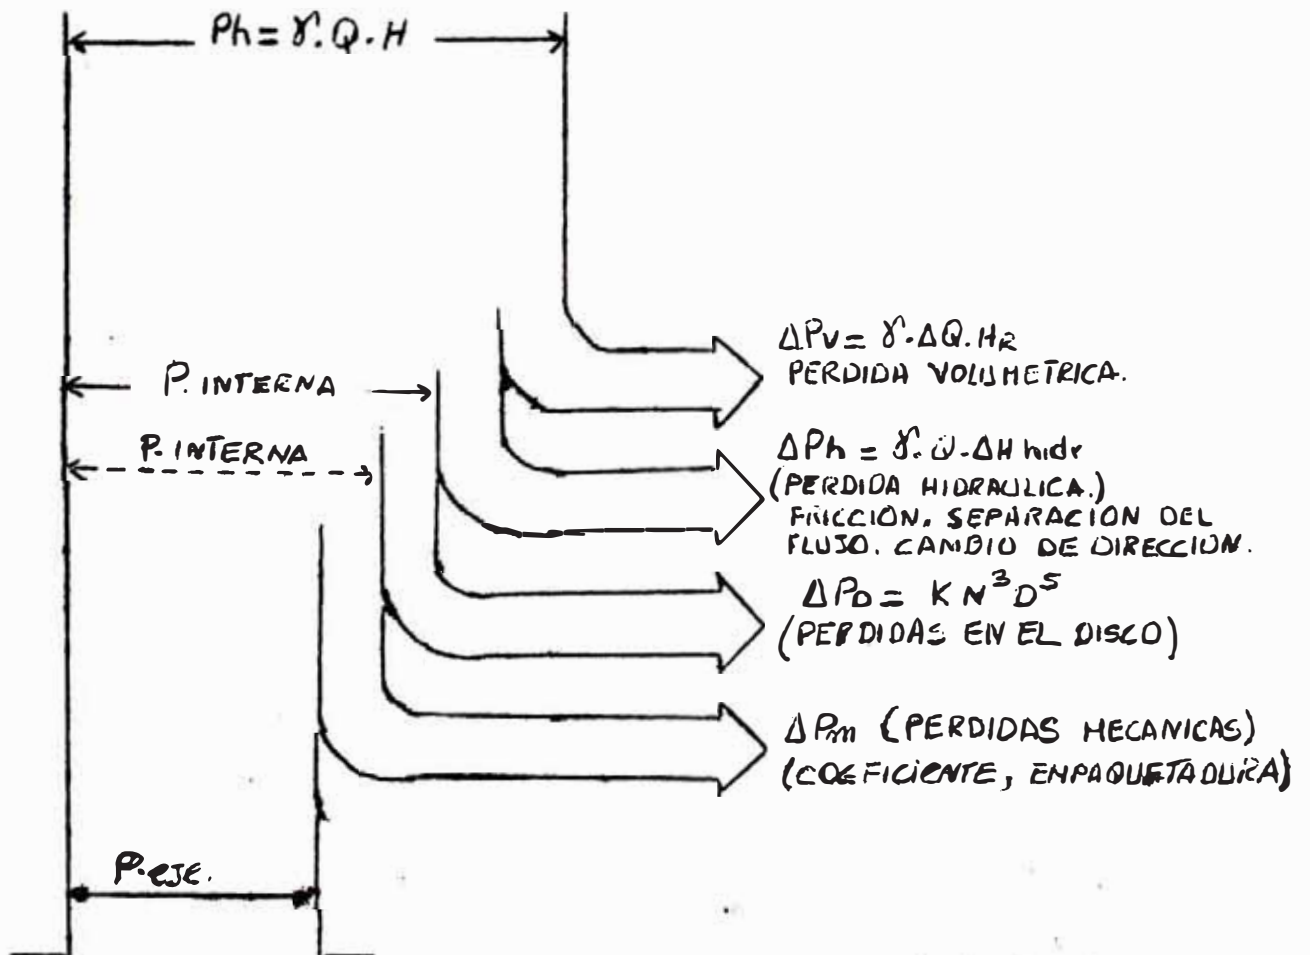 Ph = γ.Q.H
ΔPv = γ.ΔQ.HR
PERDIDA VOLUMETRICA.
P. INTERNA
P. INTERNA
ΔPh = γ.Q.ΔH hidr
(PERDIDA HIDRAULICA.)
FRICCIÓN. SEPARACION DEL
FLUJO. CAMBIO DE DIRECCION.
ΔPD = K N³D⁵
(PERDIDAS EN EL DISCO)
ΔPm (PERDIDAS MECANICAS)
(COEFICIENTE, EMPAQUETADURA)
P.eje.